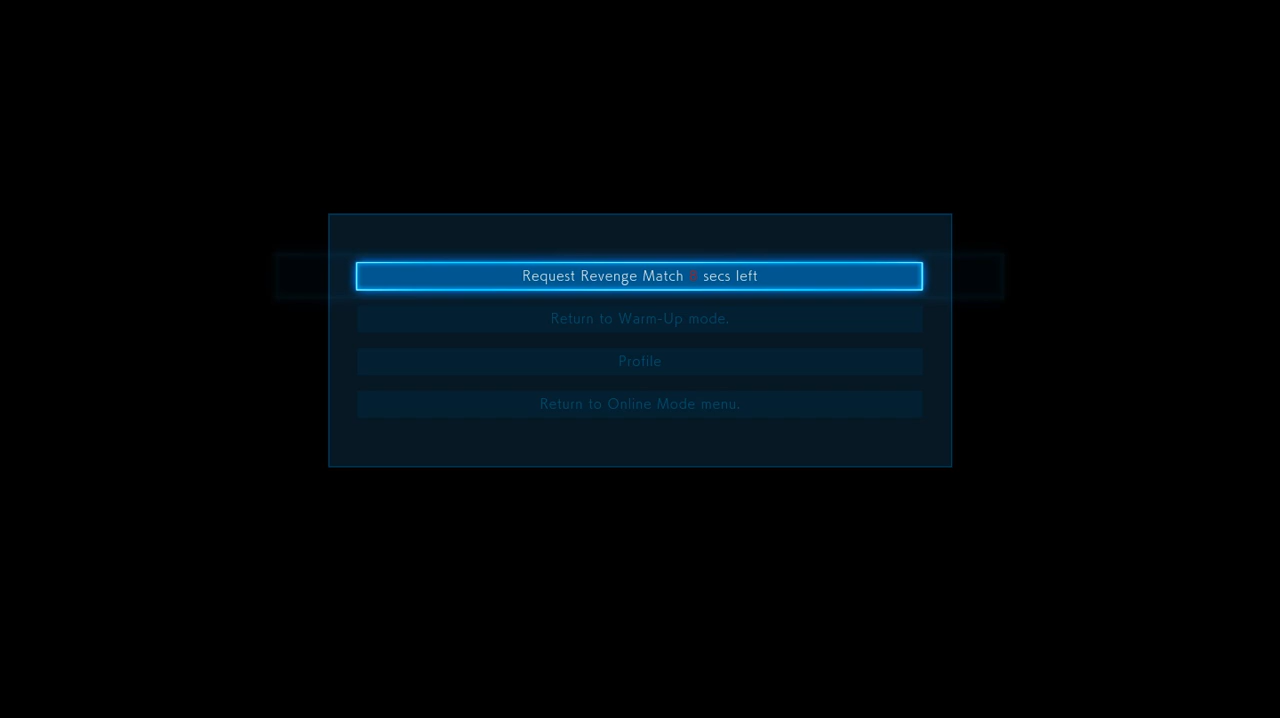 Request Revenge Match secs left
Return to Warm-Up mode.
Profile
Return to Online Mode menu.